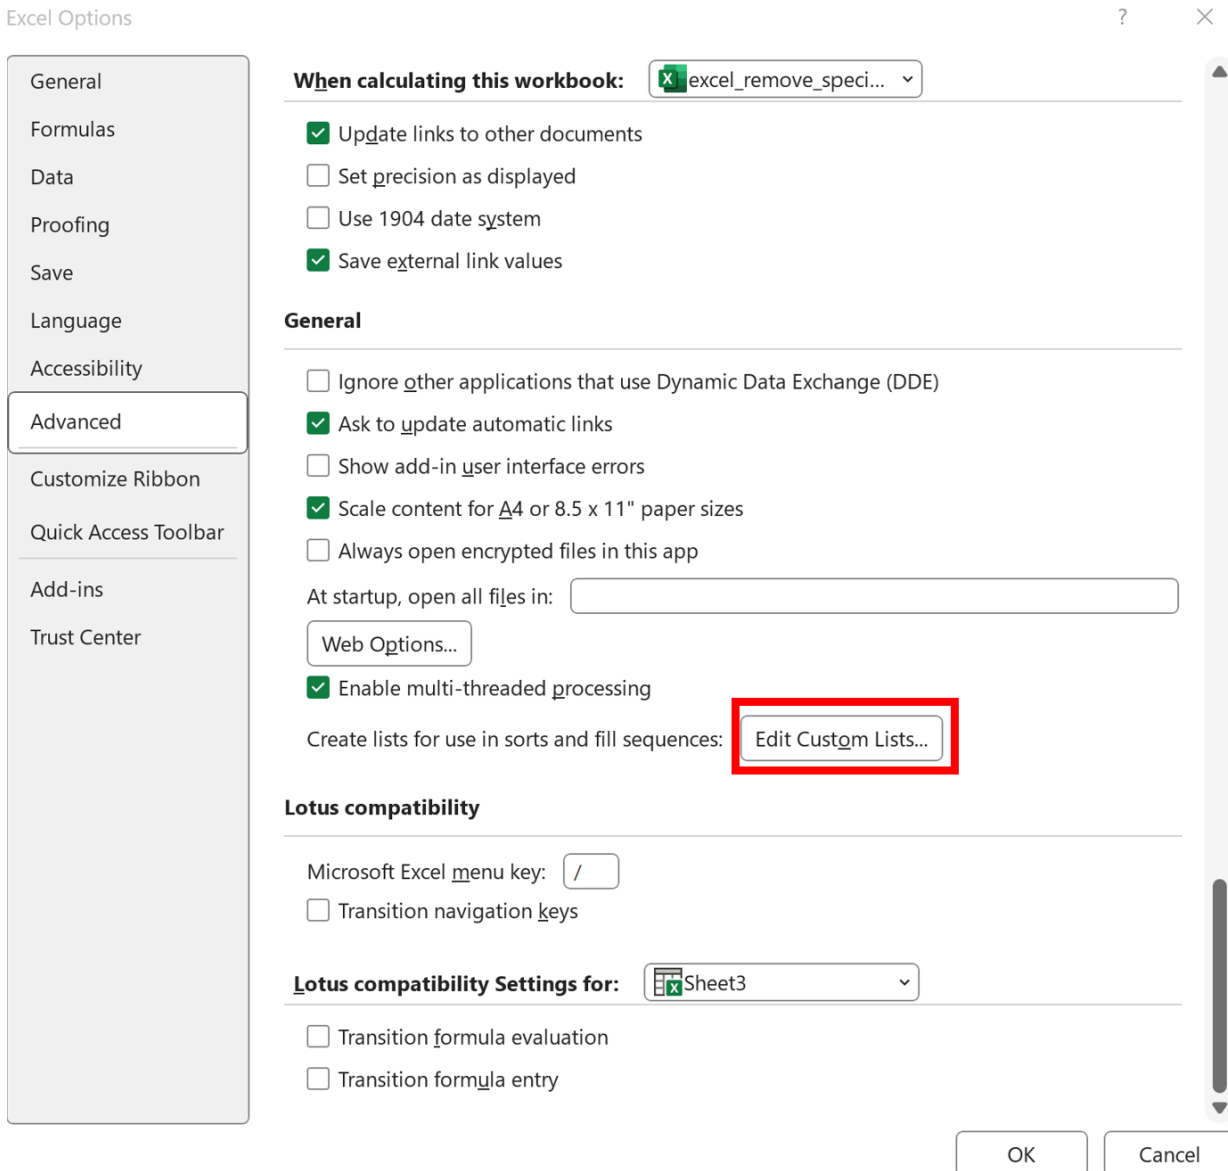 Excel Options ?
General
Formulas
Data
Proofing
Save
Language
Accessibility
Advanced
Customize Ribbon
Quick Access Toolbar
Add-ins
Trust Center
When calculating this workbook: excel_remove_speci...
Update links to other documents
Set precision as displayed
Use 1904 date system
Save external link values
General
Ignore other applications that use Dynamic Data Exchange (DDE)
Ask to update automatic links
Show add-in user interface errors
Scale content for A4 or 8.5 x 11" paper sizes
Always open encrypted files in this app
At startup, open all files in:
Web Options...
Enable multi-threaded processing
Create lists for use in sorts and fill sequences: Edit Custom Lists...
Lotus compatibility
Microsoft Excel menu key: /
Transition navigation keys
Lotus compatibility Settings for: Sheet3
Transition formula evaluation
Transition formula entry
OK Cancel